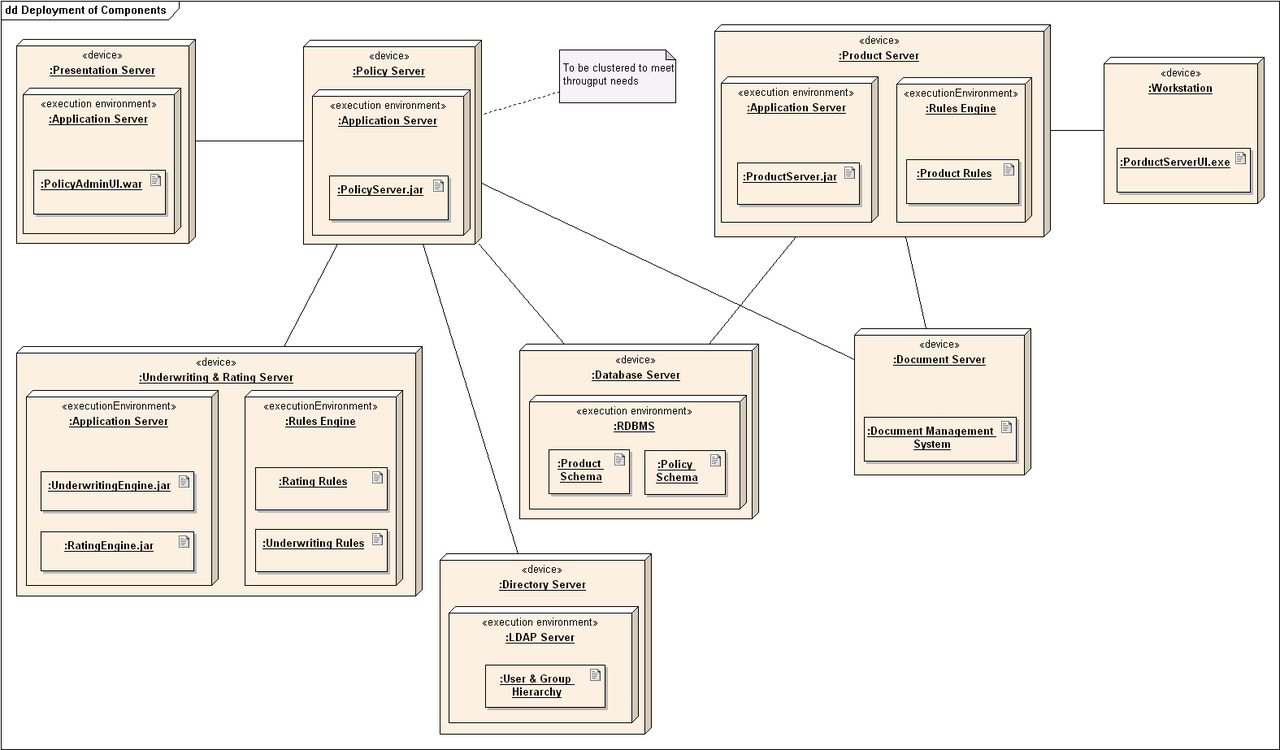 dd Deployment of Components
«device»
:Presentation Server
«execution environment»
:Application Server
:PolicyAdminUI.war
«device»
:Policy Server
«execution environment»
:Application Server
:PolicyServer.jar
To be clustered to meet
througput needs
«device»
:Product Server
«execution environment»
:Application Server
:ProductServer.jar
«executionEnvironment»
:Rules Engine
:Product Rules
«device»
:Workstation
:PorductServerUI.exe
«device»
:Underwriting & Rating Server
«executionEnvironment»
:Application Server
:UnderwritingEngine.jar
:RatingEngine.jar
«executionEnvironment»
:Rules Engine
:Rating Rules
:Underwriting Rules
«device»
:Database Server
«execution environment»
:RDBMS
:Product
Schema
:Policy
Schema
«device»
:Document Server
:Document Management
System
«device»
:Directory Server
«execution environment»
:LDAP Server
:User & Group
Hierarchy